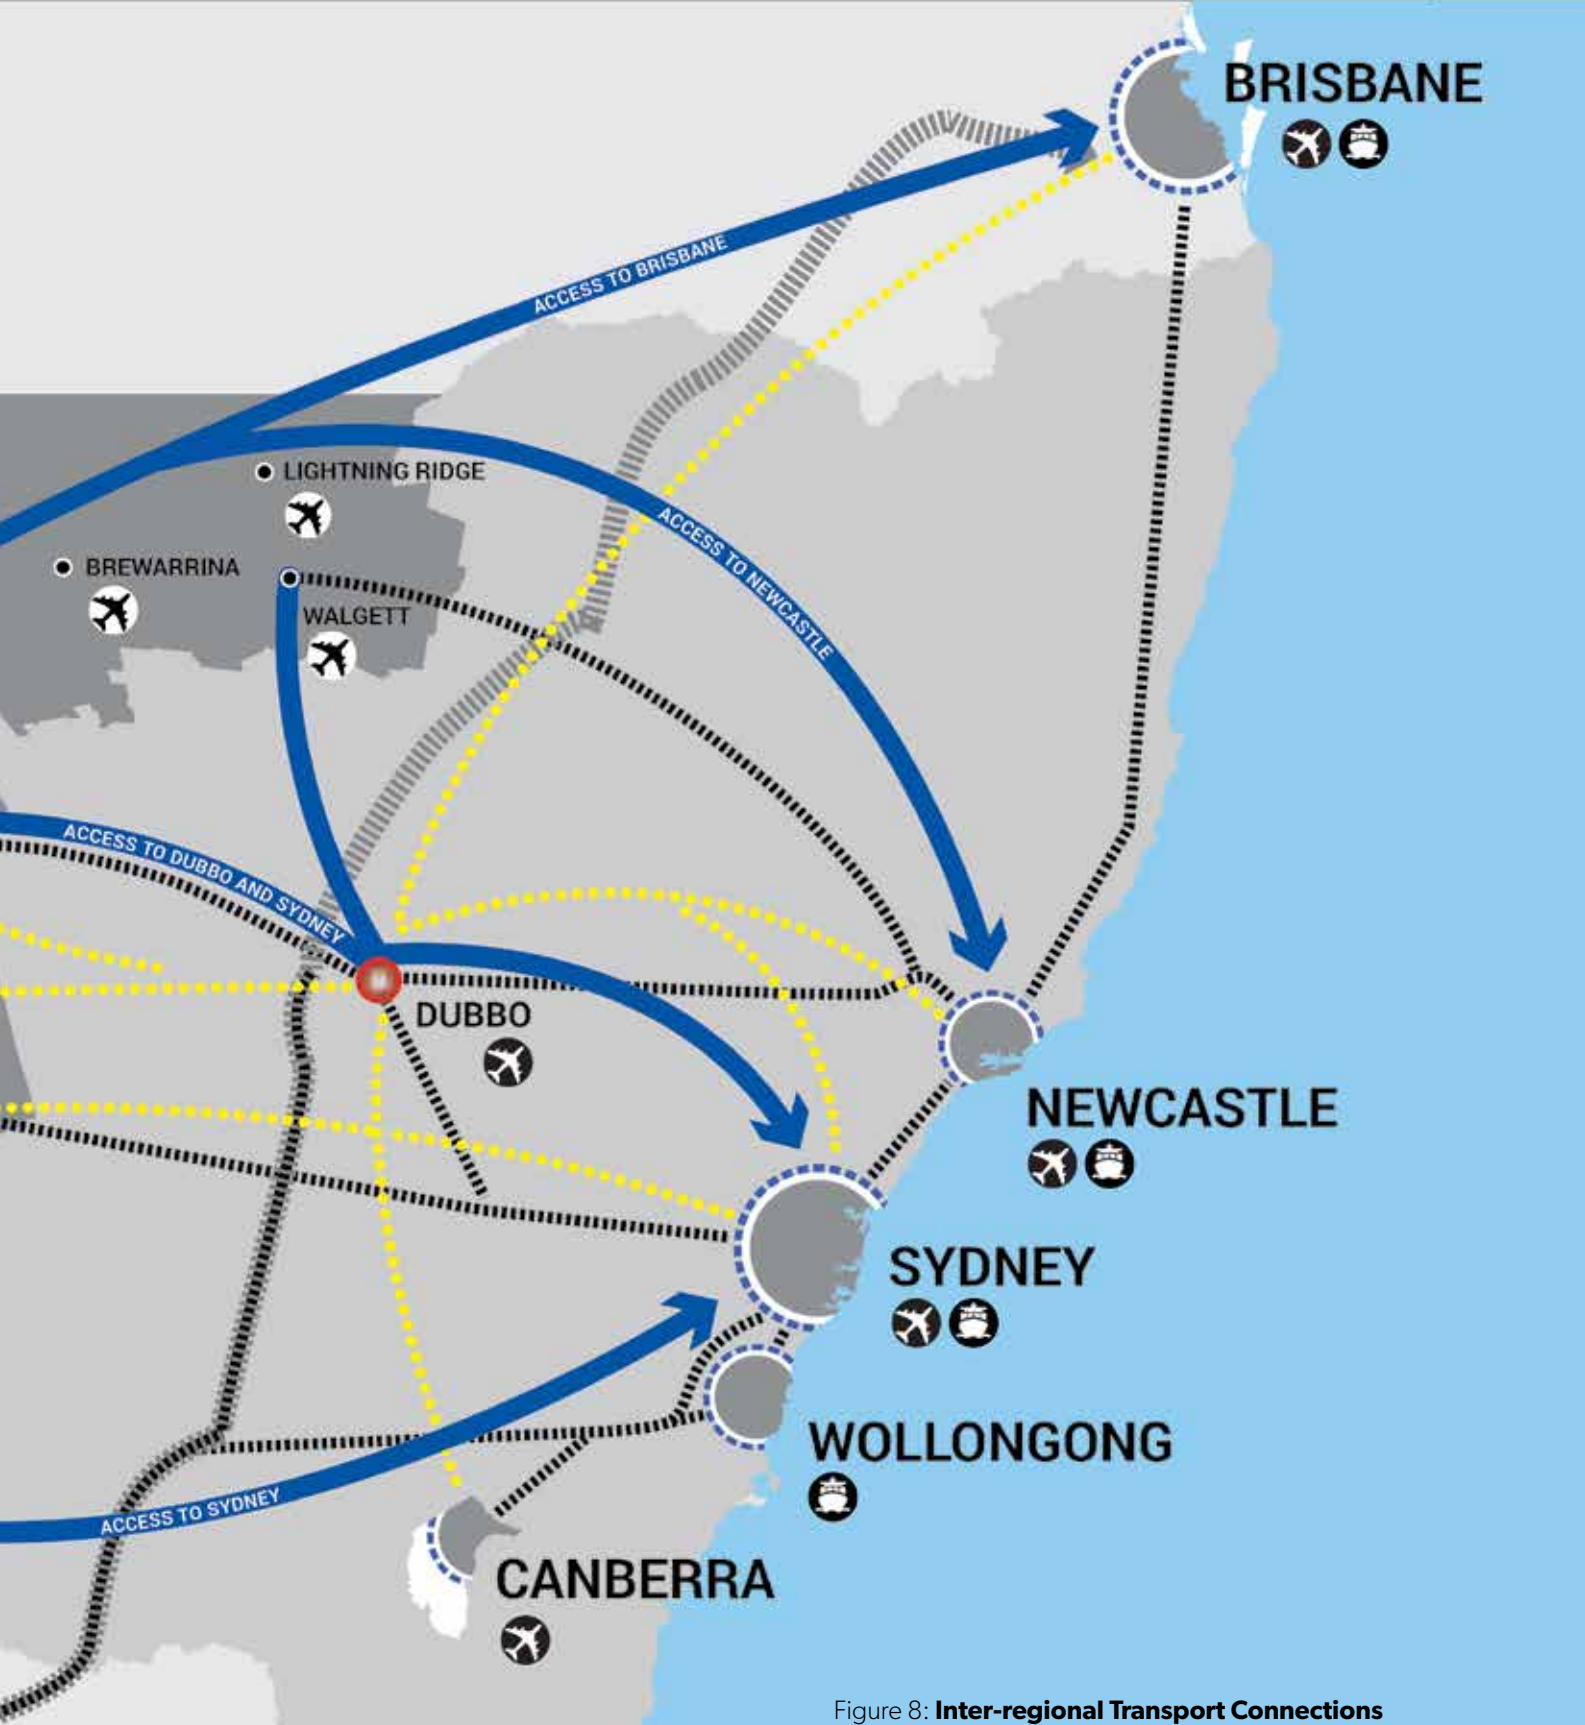 BRISBANE
ACCESS TO BRISBANE
LIGHTNING RIDGE
ACCESS TO NEWCASTLE
BREWARRINA
WALGETT
ACCESS TO DUBBO AND SYDNEY
DUBBO
NEWCASTLE
SYDNEY
WOLLONGONG
ACCESS TO SYDNEY
CANBERRA
Figure 8: Inter-regional Transport Connections